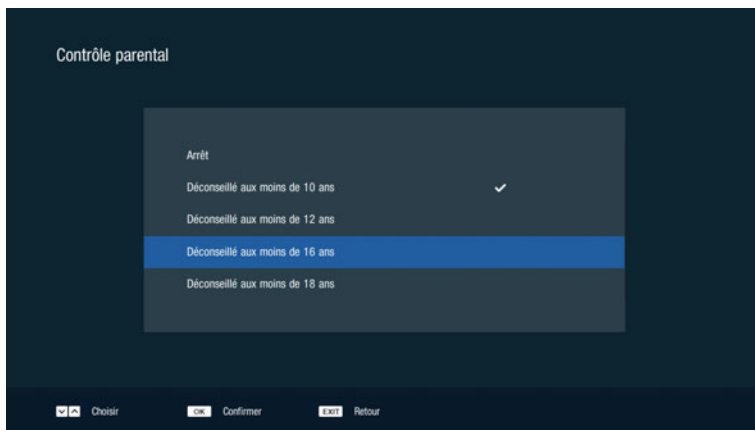 Contrôle parental
Arrêt
Déconseillé aux moins de 10 ans
Déconseillé aux moins de 12 ans
Déconseillé aux moins de 16 ans
Déconseillé aux moins de 18 ans
Choisir OK Confirmer EXIT Retour